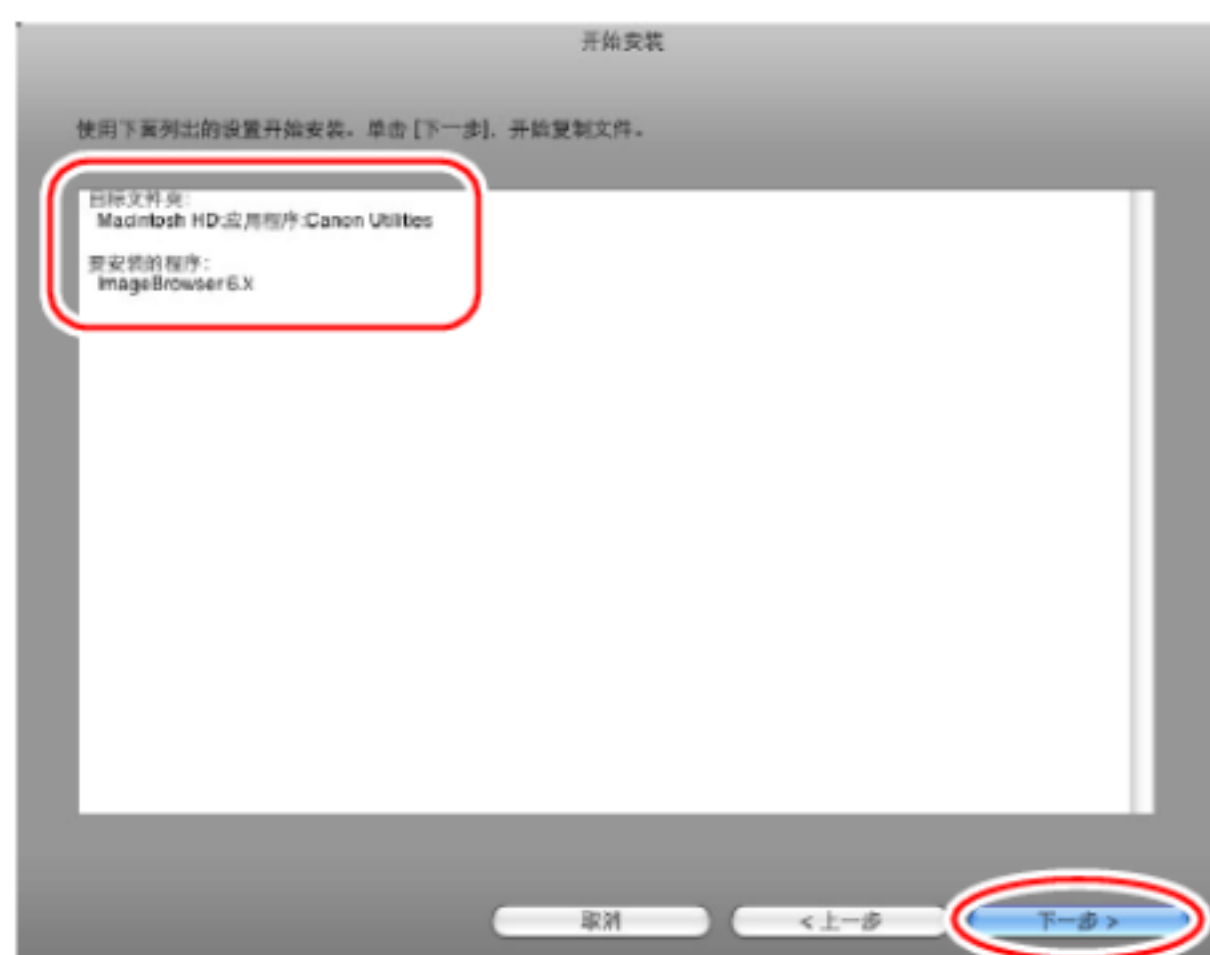 开始安装
使用下面列出的设置开始安装。单击 [下一步]，开始复制文件。
目标文件夹:
Macintosh HD:应用程序:Canon Utilities
要安装的程序:
ImageBrowser 6.X
取消
<上一步
下一步 >